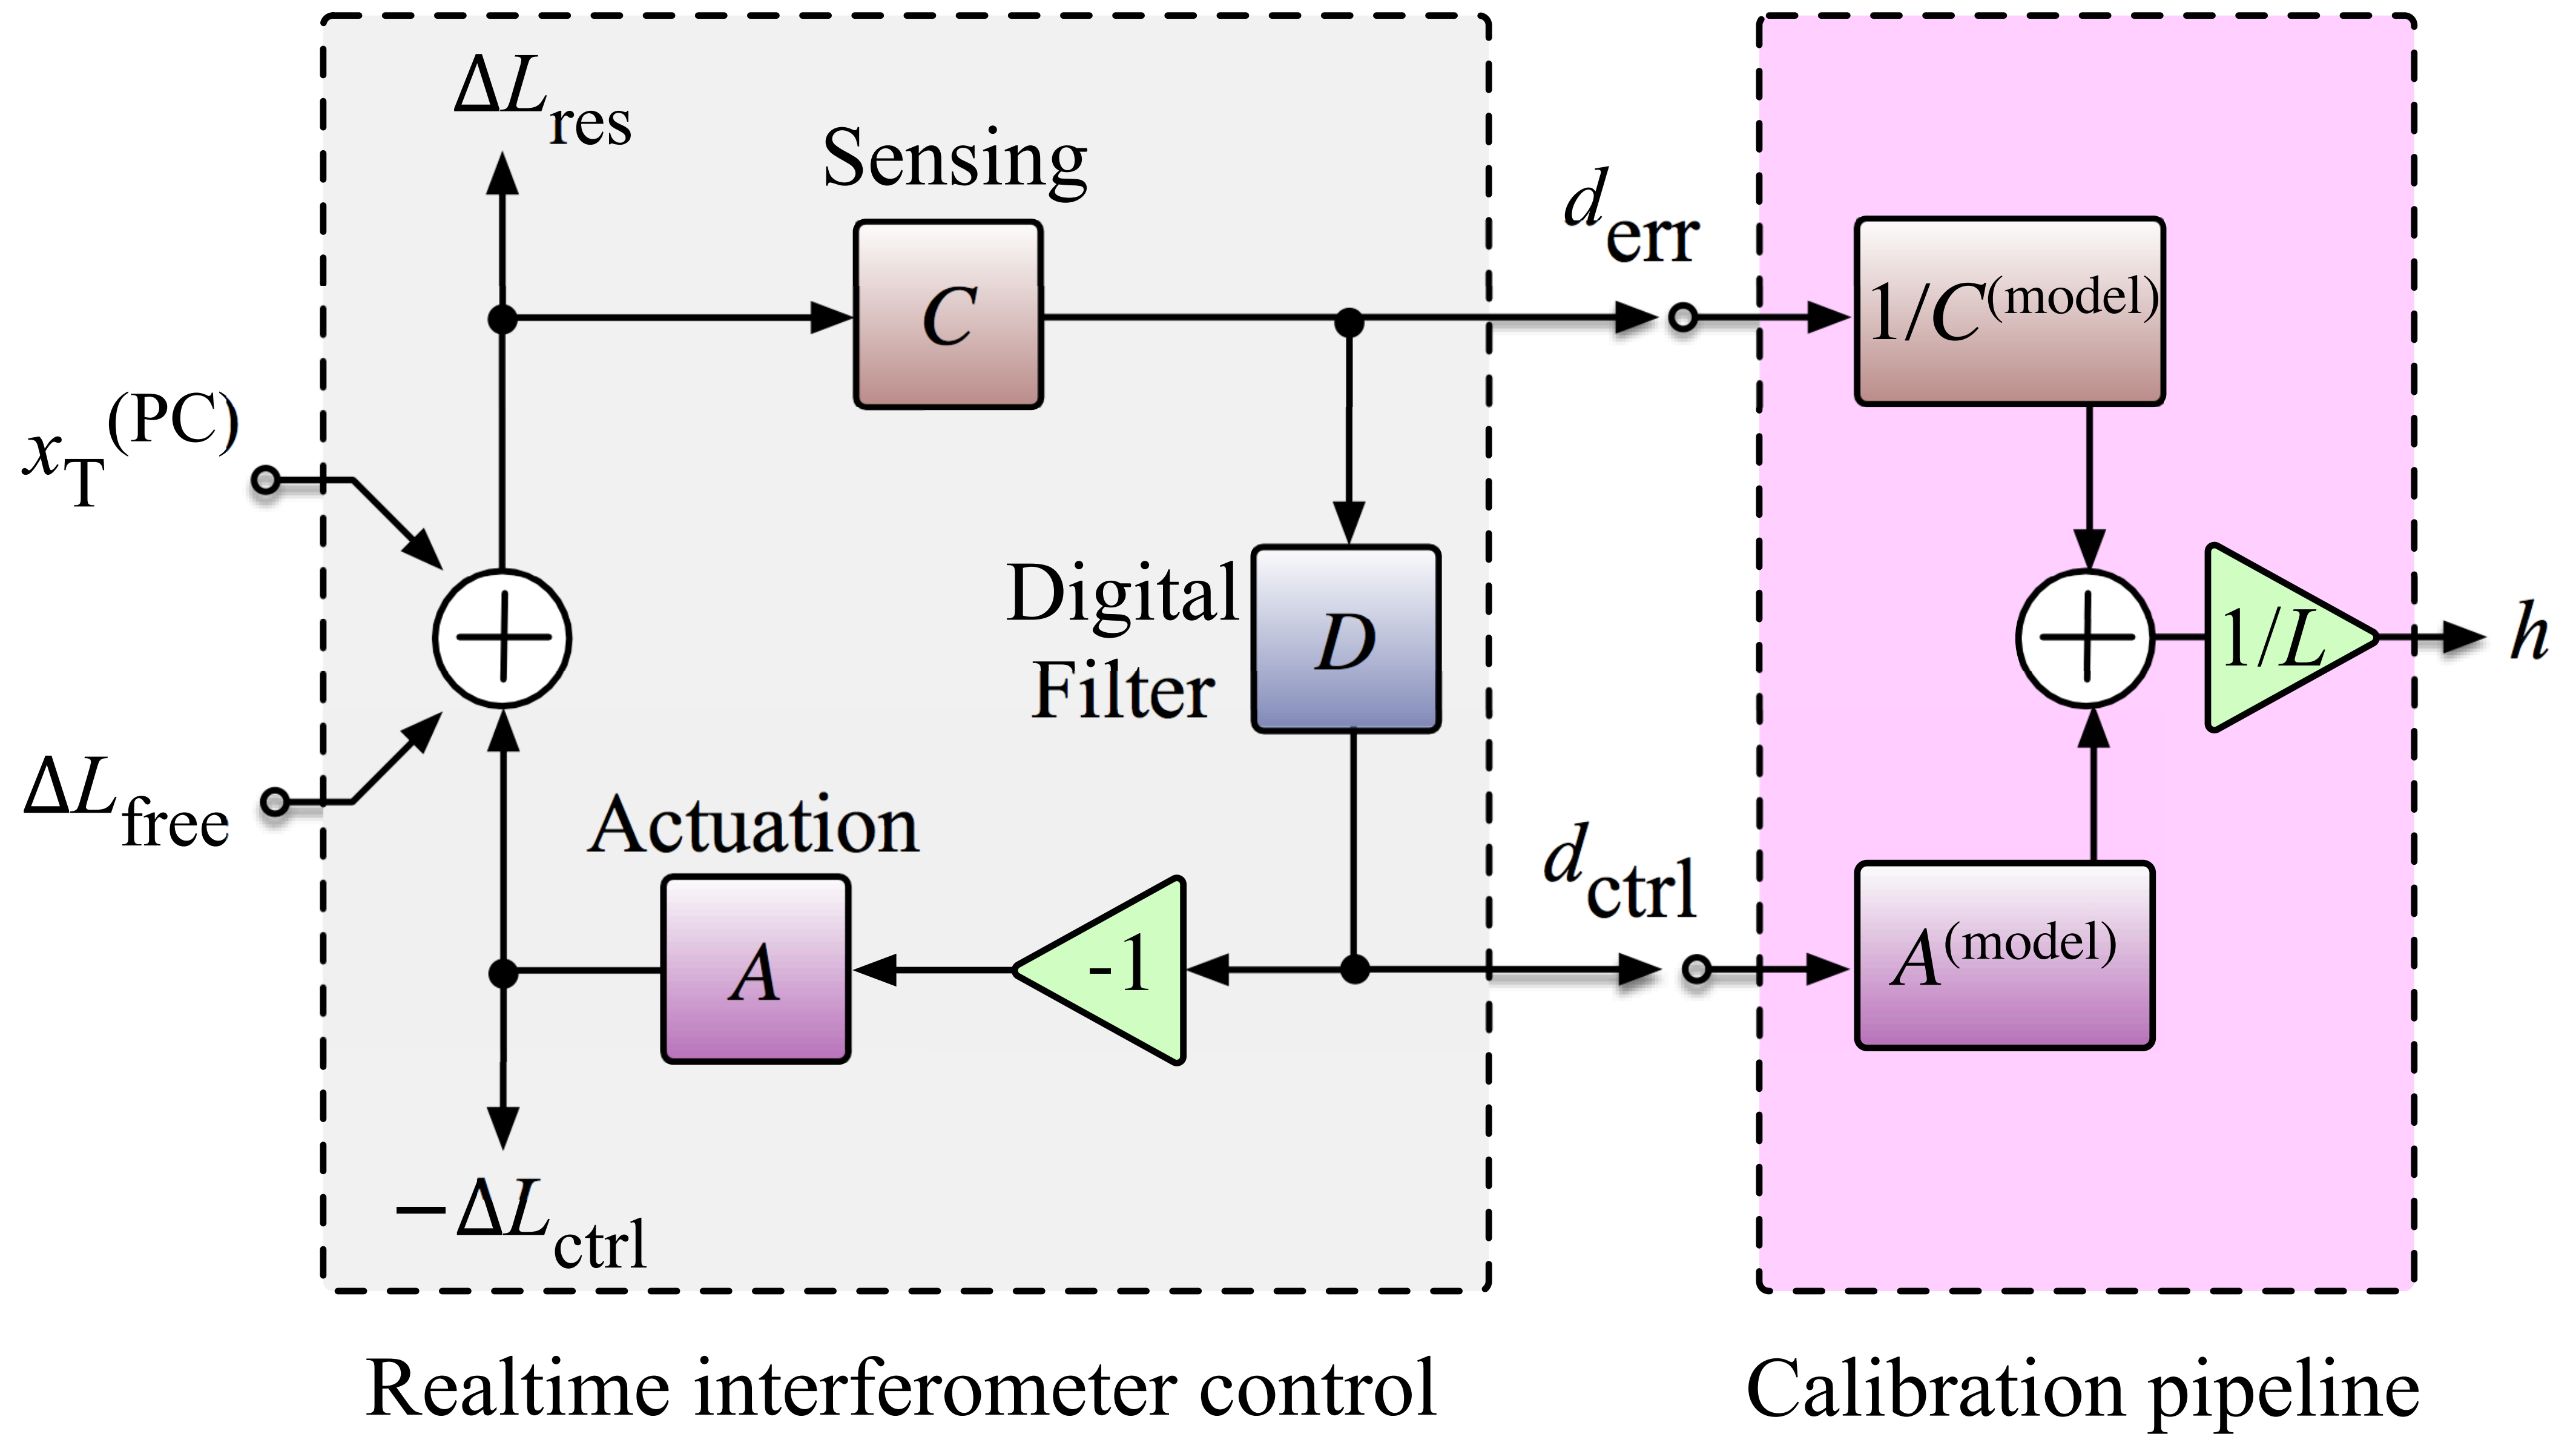 ΔL_res
Sensing
C
d_err
1/C^(model)
x_T^(PC)
Digital
Filter
D
1/L
h
ΔL_free
Actuation
A
-1
d_ctrl
A^(model)
−ΔL_ctrl
Realtime interferometer control
Calibration pipeline